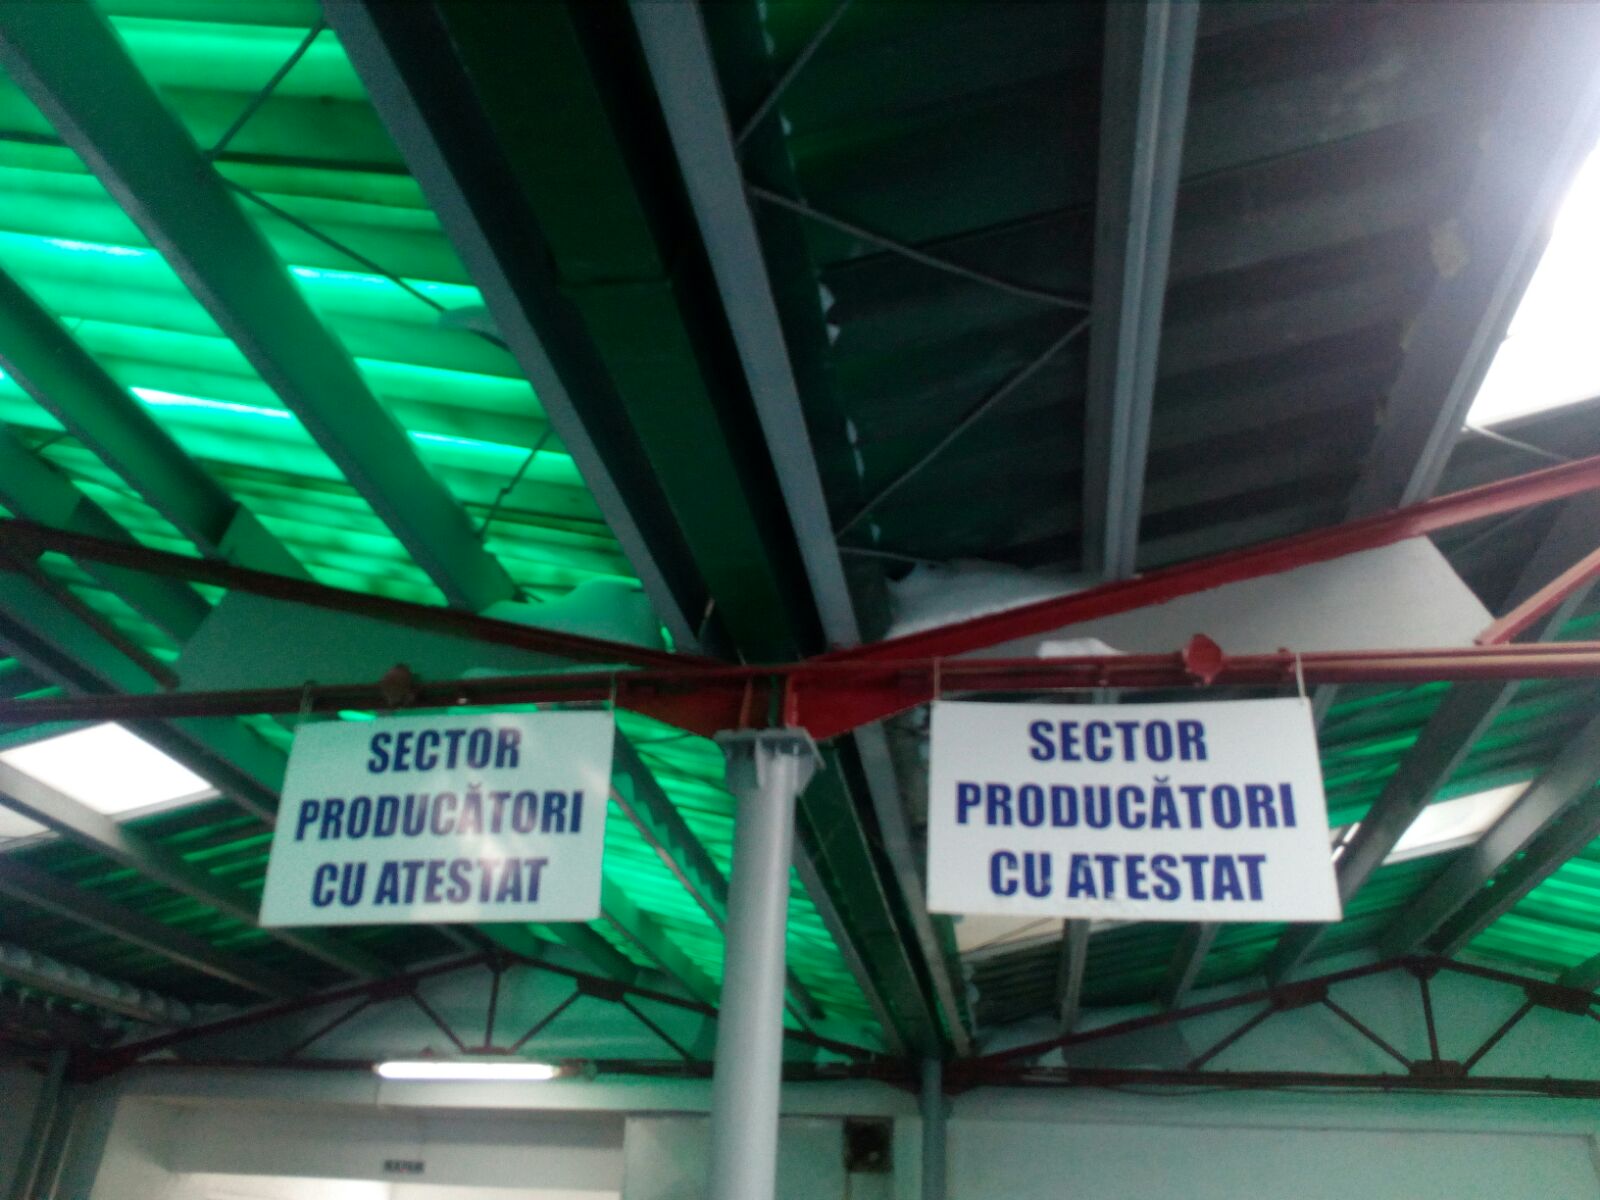 SECTOR
PRODUCĂTORI
CU ATESTAT
SECTOR
PRODUCĂTORI
CU ATESTAT